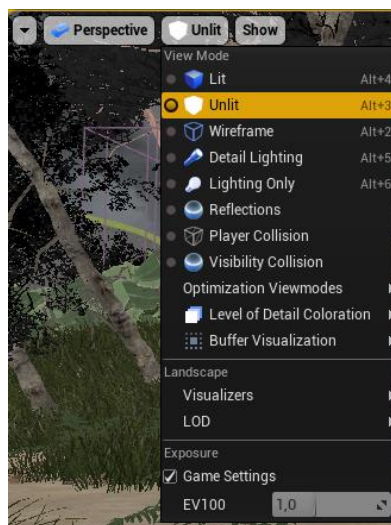 Perspective Unlit Show
View Mode
Lit Alt+4
Unlit Alt+3
Wireframe Alt+2
Detail Lighting Alt+5
Lighting Only Alt+6
Reflections
Player Collision
Visibility Collision
Optimization Viewmodes
Level of Detail Coloration
Buffer Visualization
Landscape
Visualizers
LOD
Exposure
Game Settings
EV100 1,0